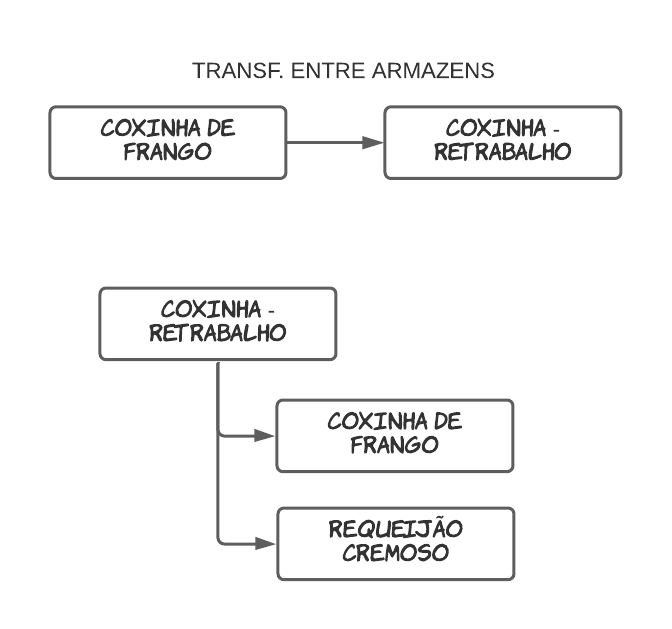 TRANSF. ENTRE ARMAZENS
COXINHA DE
FRANGO
COXINHA -
RETRABALHO
COXINHA -
RETRABALHO
COXINHA DE
FRANGO
REQUEIJÃO
CREMOSO